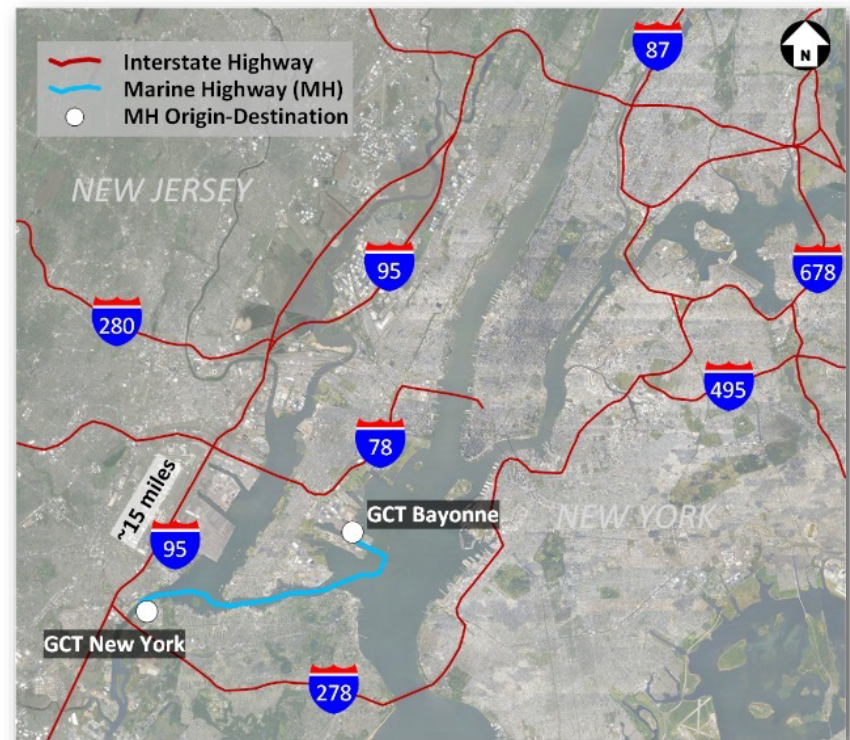 Interstate Highway
Marine Highway (MH)
MH Origin-Destination
N
87
NEW JERSEY
95
678
280
495
78
~15 miles
GCT Bayonne
NEW YORK
95
GCT New York
278